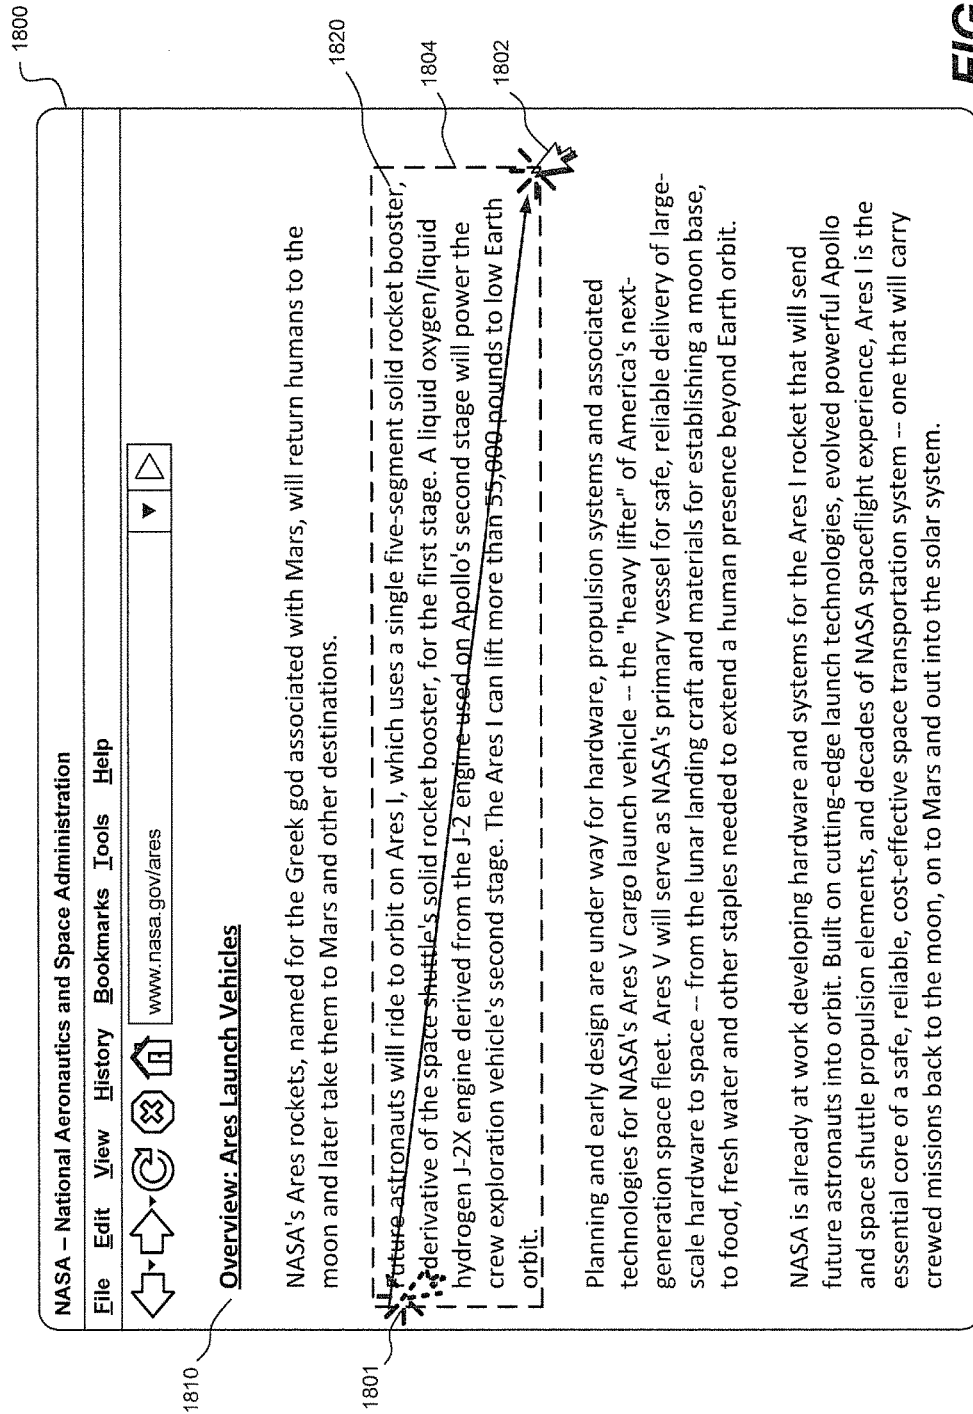 1800
NASA – National Aeronautics and Space Administration
File Edit View History Bookmarks Tools Help
www.nasa.gov/ares
1810
Overview: Ares Launch Vehicles
NASA's Ares rockets, named for the Greek god associated with Mars, will return humans to the
moon and later take them to Mars and other destinations.
1820
1804
1802
1801
Future astronauts will ride to orbit on Ares I, which uses a single five-segment solid rocket booster,
derivative of the space shuttle's solid rocket booster, for the first stage. A liquid oxygen/liquid
hydrogen J-2X engine derived from the J-2 engine used on Apollo's second stage will power the
crew exploration vehicle's second stage. The Ares I can lift more than 55,000 pounds to low Earth
orbit.
Planning and early design are under way for hardware, propulsion systems and associated
technologies for NASA's Ares V cargo launch vehicle -- the "heavy lifter" of America's next-
generation space fleet. Ares V will serve as NASA's primary vessel for safe, reliable delivery of large-
scale hardware to space -- from the lunar landing craft and materials for establishing a moon base,
to food, fresh water and other staples needed to extend a human presence beyond Earth orbit.
NASA is already at work developing hardware and systems for the Ares I rocket that will send
future astronauts into orbit. Built on cutting-edge launch technologies, evolved powerful Apollo
and space shuttle propulsion elements, and decades of NASA spaceflight experience, Ares I is the
essential core of a safe, reliable, cost-effective space transportation system -- one that will carry
crewed missions back to the moon, on to Mars and out into the solar system.
FIG